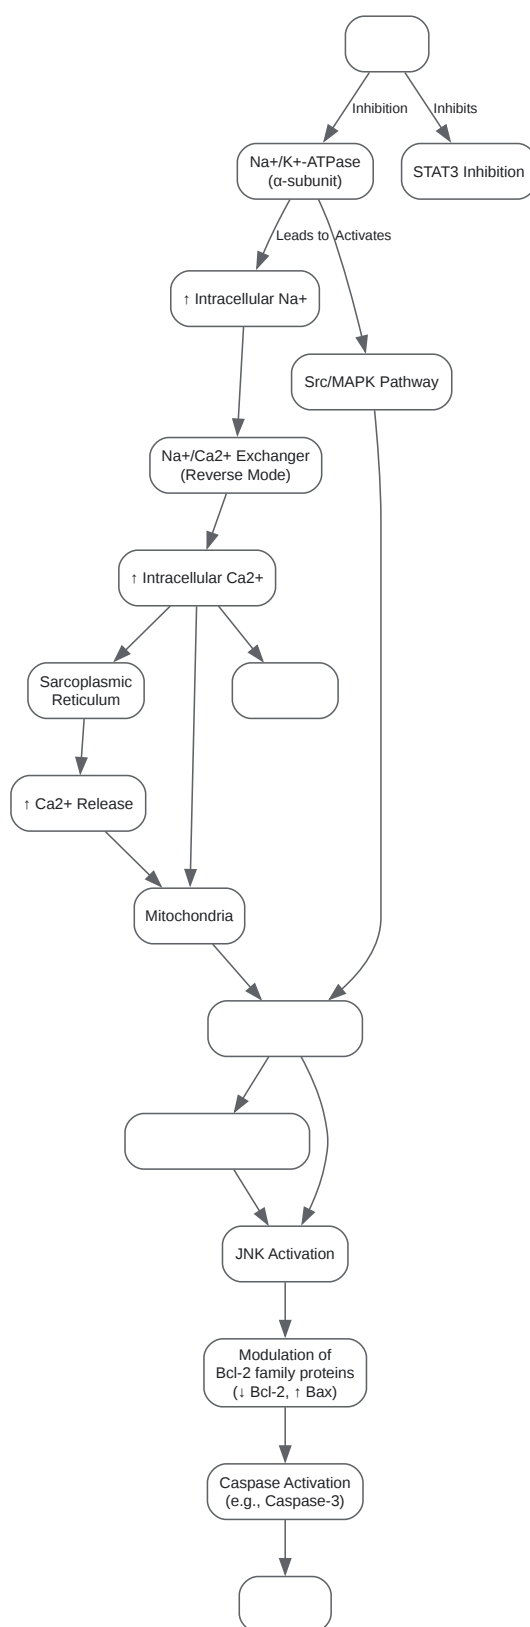 Inhibition
Inhibits
Na+/K+-ATPase
(α-subunit)
STAT3 Inhibition
Leads to
Activates
↑ Intracellular Na+
Src/MAPK Pathway
Na+/Ca2+ Exchanger
(Reverse Mode)
↑ Intracellular Ca2+
Sarcoplasmic
Reticulum
↑ Ca2+ Release
Mitochondria
JNK Activation
Modulation of
Bcl-2 family proteins
(↓ Bcl-2, ↑ Bax)
Caspase Activation
(e.g., Caspase-3)